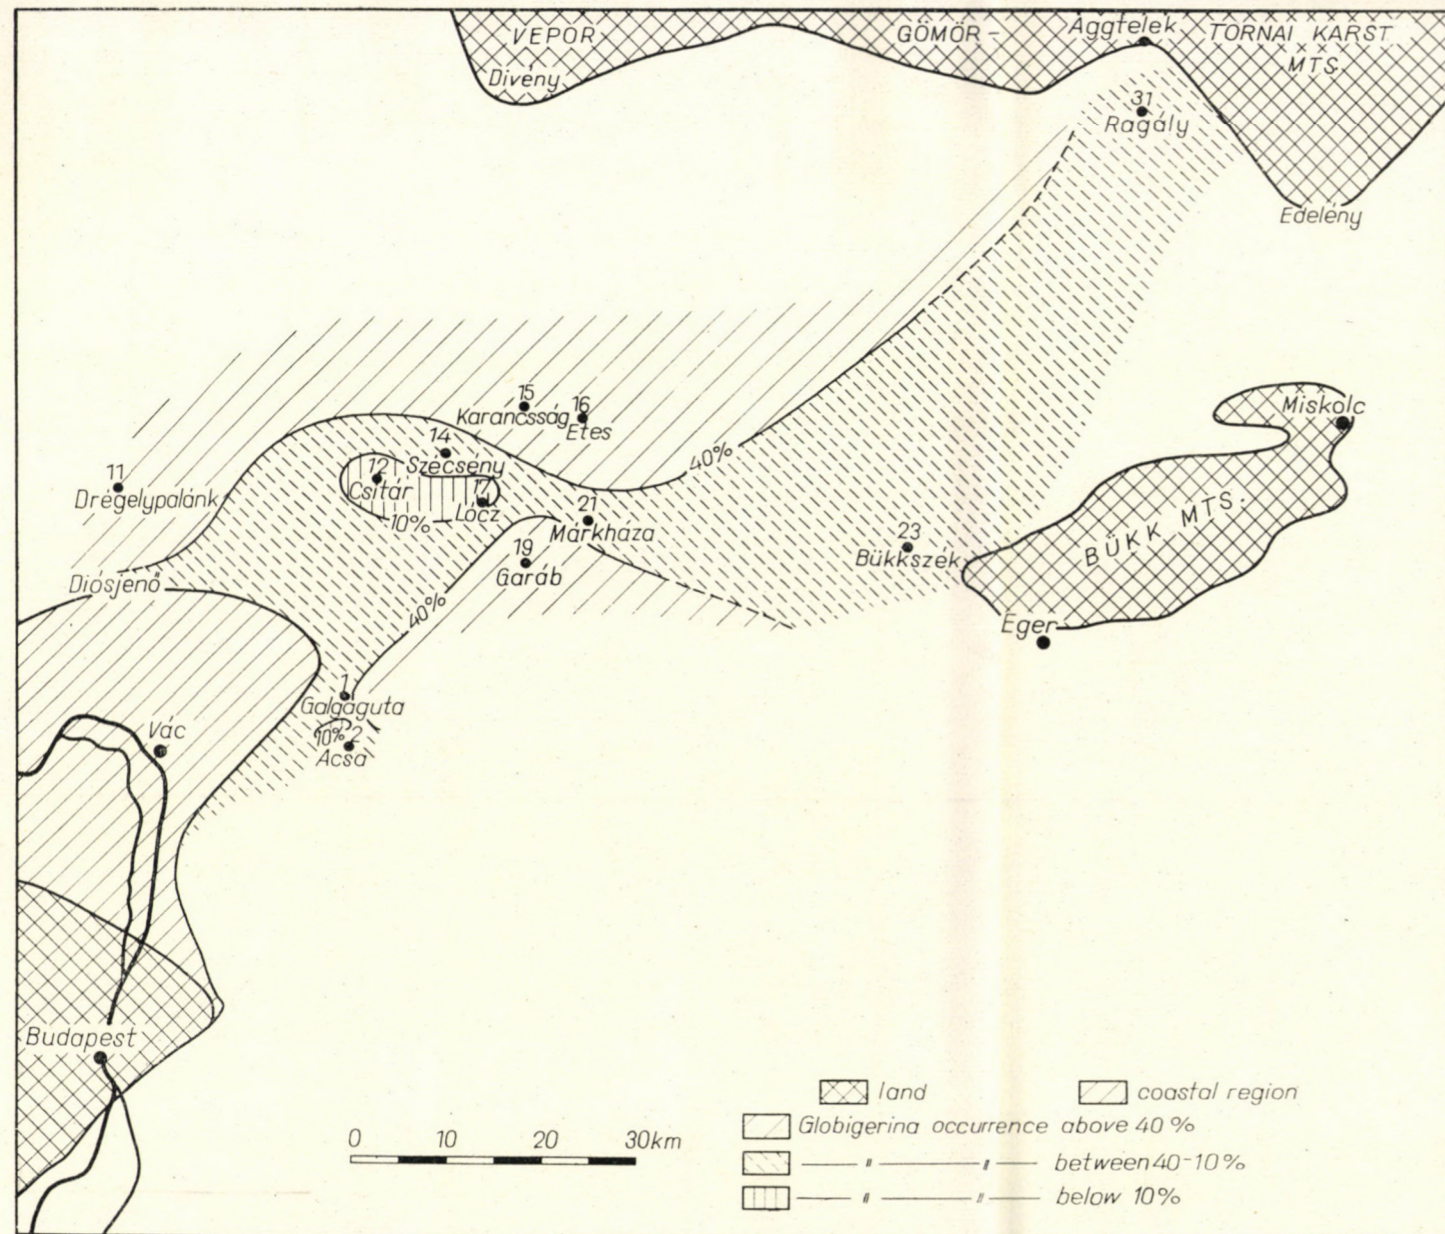 VEPOR
GÖMÖR-
Aggtelek
TORNAI KARST
MTS.
Divény
31
Ragály
Edelény
Miskolc
15
Karancsság
16
Etes
14
Szécseny
12
Csitár
17
Lócz
10%
11
Drégelypalánk
40%
21
Márkháza
19
Garáb
23
Bükkszék
BÜKK MTS.
Diósjenő
40%
Eger
1
Galgaguta
10%
2
Acsa
Vác
Budapest
0 10 20 30km
land
coastal region
Globigerina occurrence above 40%
— " — " — between 40-10%
— " — " — below 10%